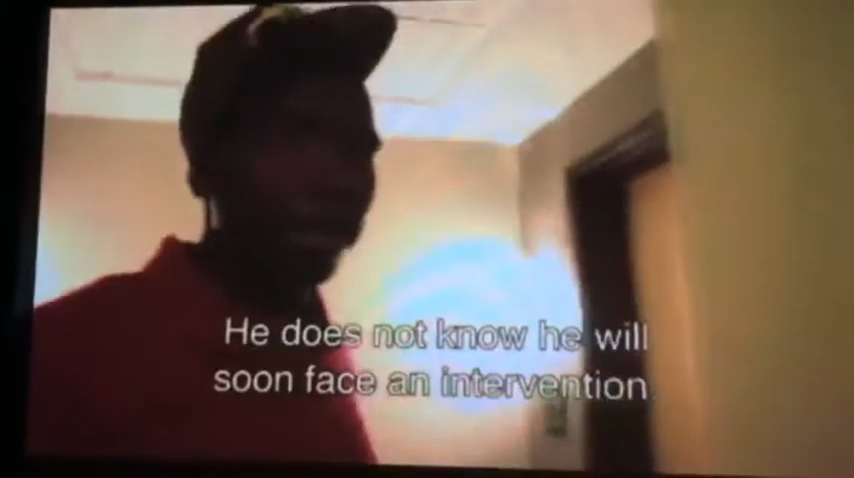 He does not know he will
soon face an intervention.